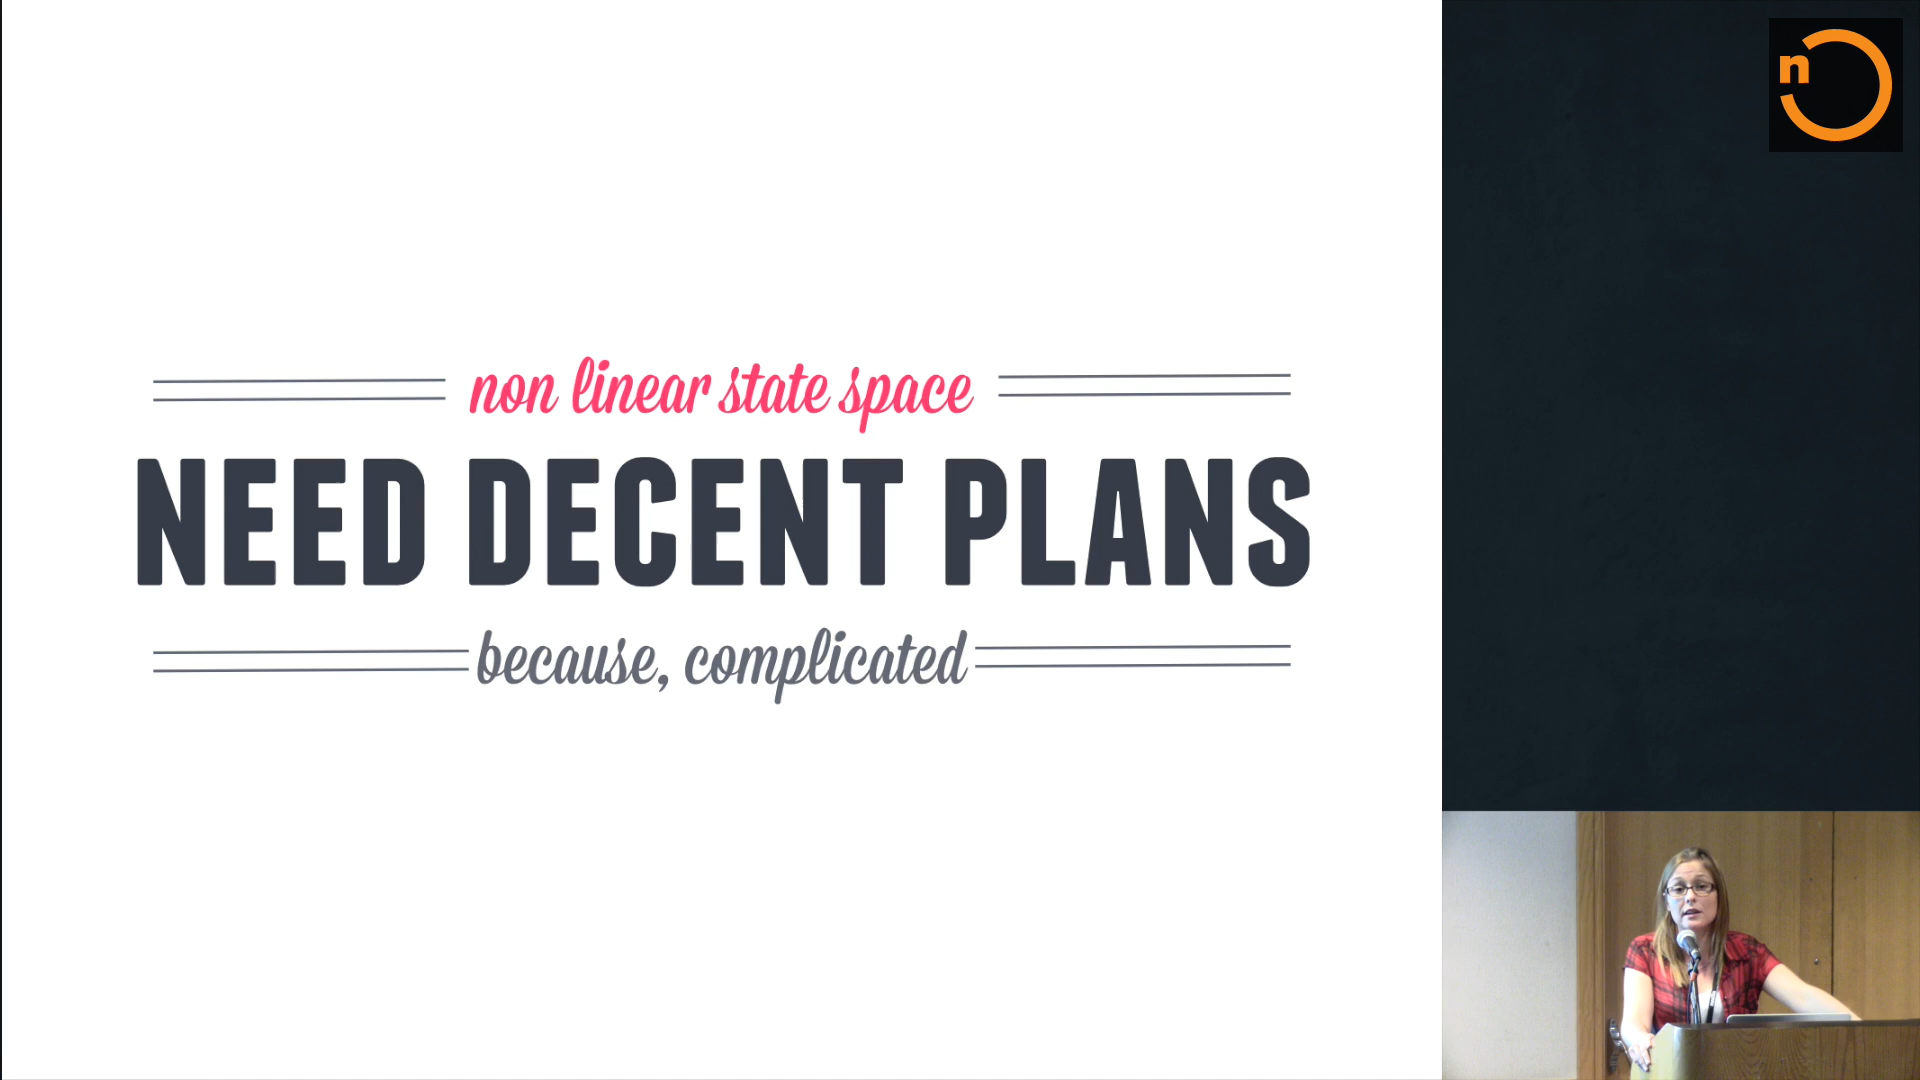 non linear state space
NEED DECENT PLANS
because, complicated
n